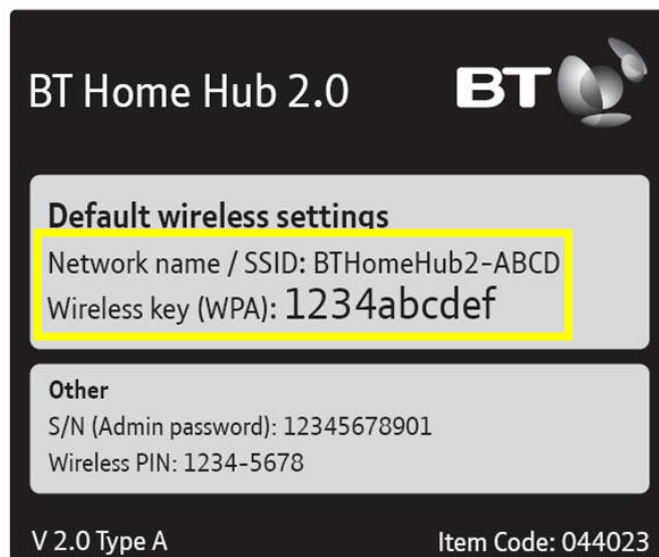 BT Home Hub 2.0
BT
Default wireless settings
Network name / SSID: BTHomeHub2-ABCD
Wireless key (WPA): 1234abcdef
Other
S/N (Admin password): 12345678901
Wireless PIN: 1234-5678
V 2.0 Type A
Item Code: 044023